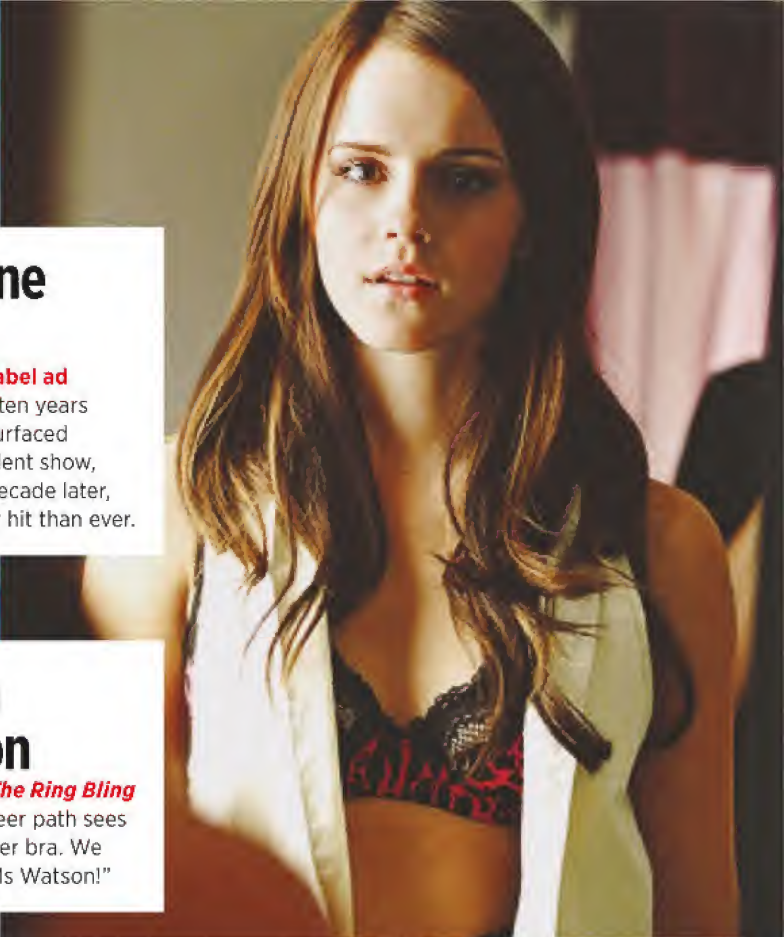 ne
abel ad
ten years
urfaced
lent show,
ecade later,
hit than ever.
on
The Ring Bling
eer path sees
er bra. We
ls Watson!"